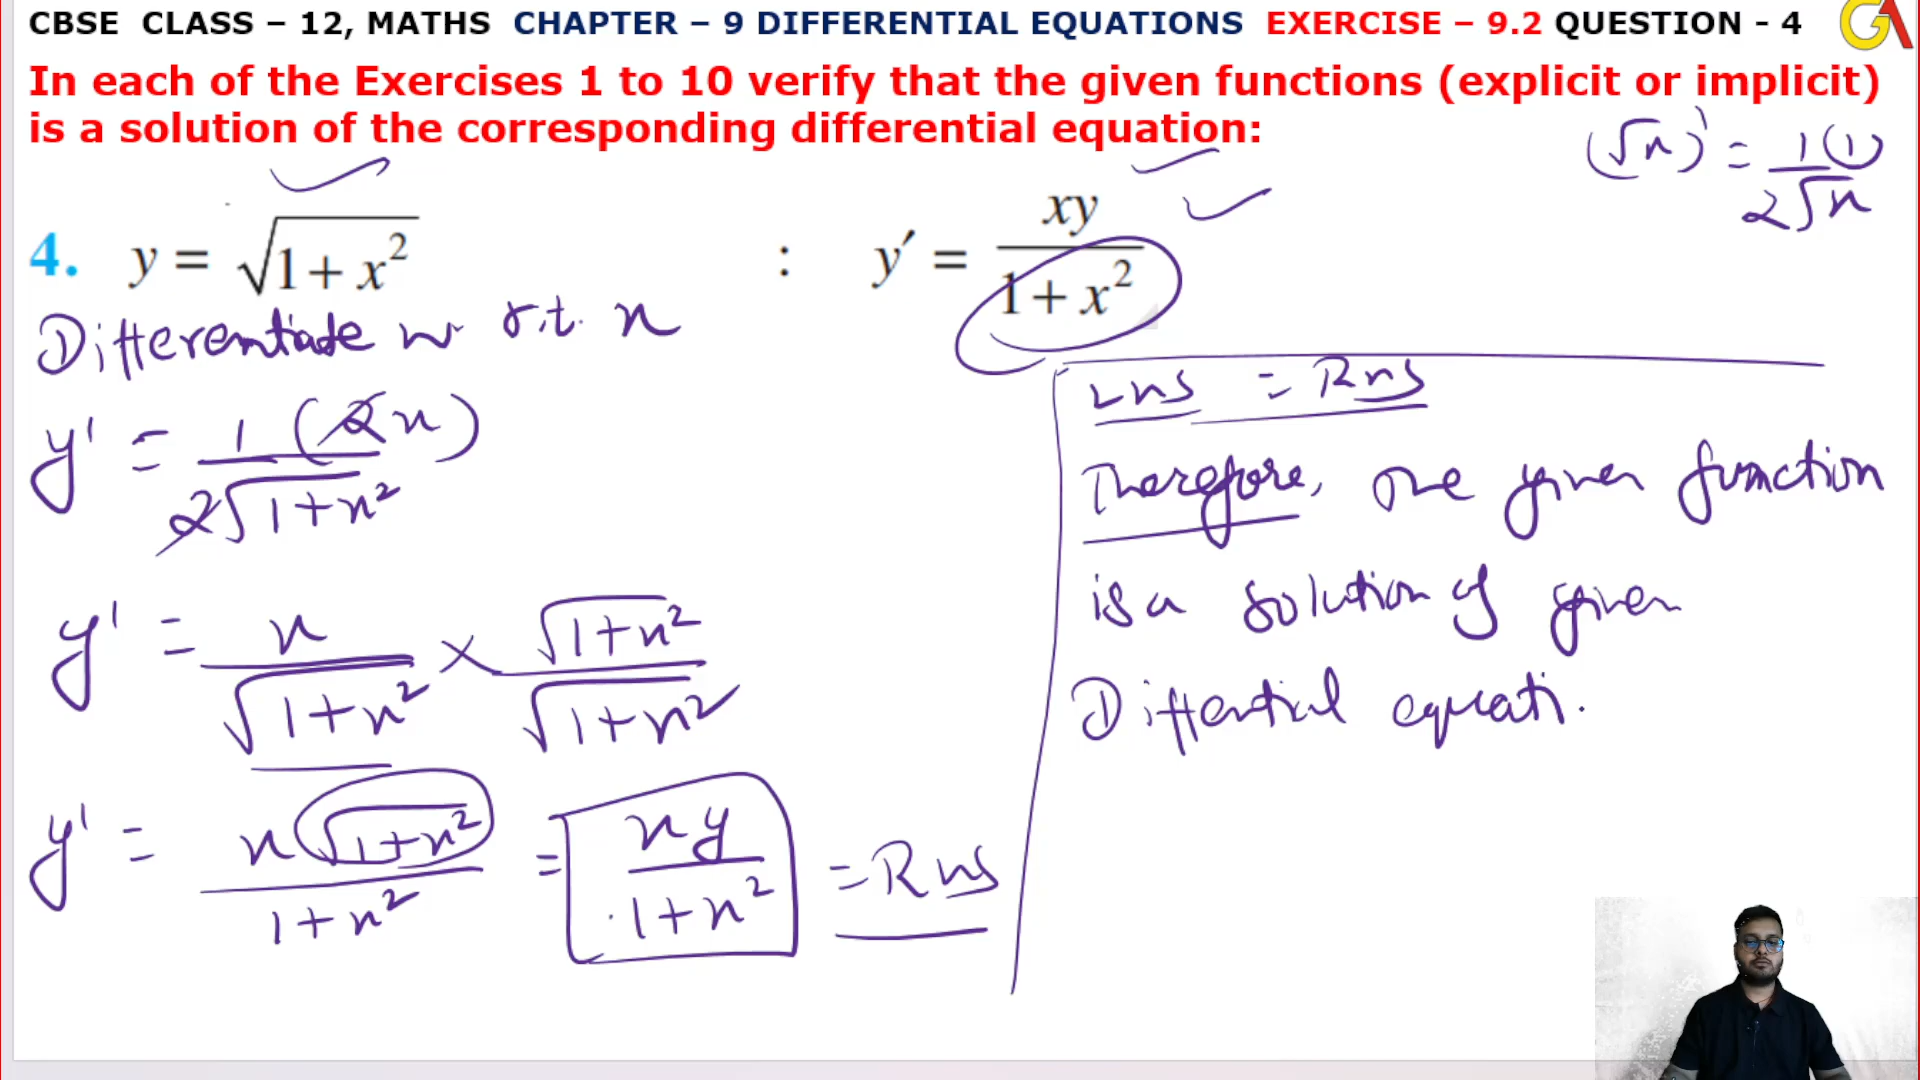 CBSE CLASS – 12, MATHS CHAPTER – 9 DIFFERENTIAL EQUATIONS EXERCISE – 9.2 QUESTION - 4
GA
In each of the Exercises 1 to 10 verify that the given functions (explicit or implicit)
is a solution of the corresponding differential equation:
(√x)' = 1(1) / 2√x
4. y = √(1 + x²) : y′ = xy / (1 + x²)
Differentiate w r.t. x
y' = 1 (2x) / 2√(1+x²)
y' = x / √(1+x²) × √(1+x²) / √(1+x²)
y' = x√(1+x²) / (1+x²) = xy / (1+x²) = RHS
LHS = RHS
Therefore, the given function
is a solution of given
Differential equati.